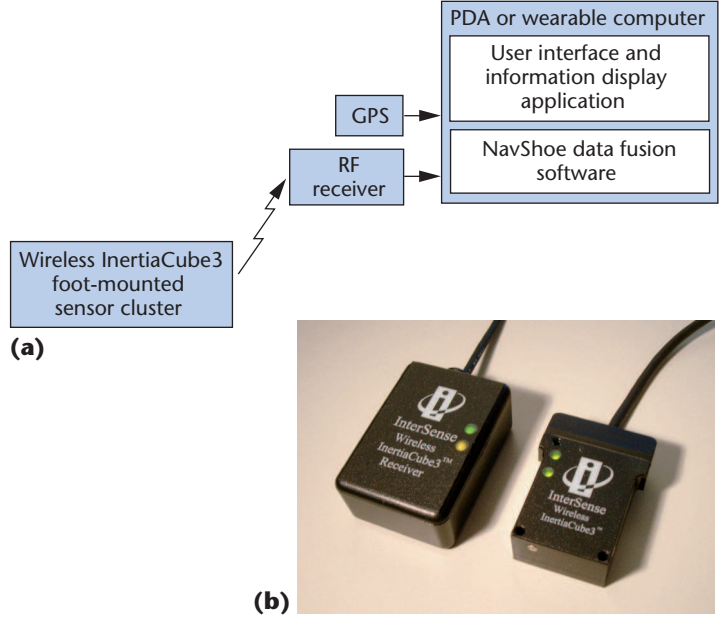 PDA or wearable computer
User interface and
information display
application
GPS
NavShoe data fusion
software
RF
receiver
Wireless InertiaCube3
foot-mounted
sensor cluster
(a)
InterSense
Wireless
InertiaCube3™
Receiver
InterSense
Wireless
InertiaCube3™
(b)